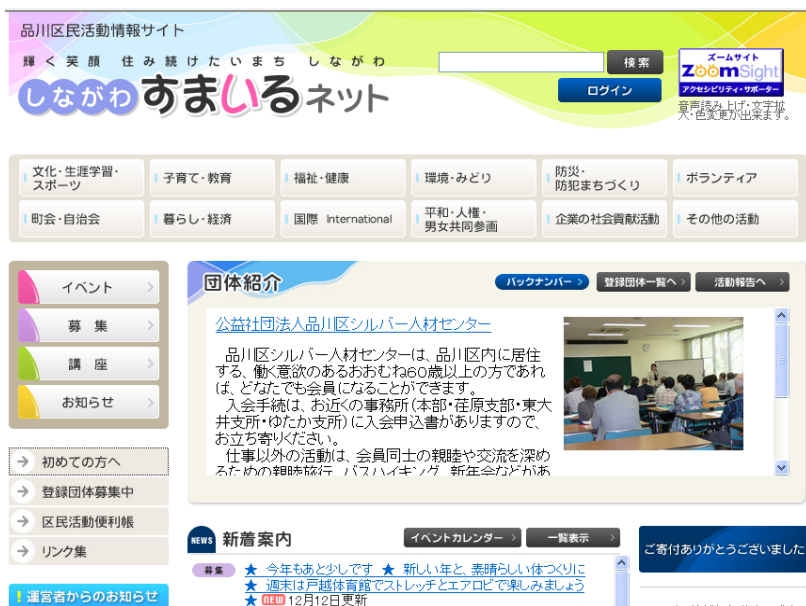 品川区民活動情報サイト
輝く笑顔 住み続けたいまち しながわ
しながわ すまいるネット
検索
ログイン
ズームサイト
ZoomSight
アクセシビリティ・サポーター
音声読み上げ・文字拡
大・色変更が出来ます。
文化・生涯学習・
スポーツ
子育て・教育
福祉・健康
環境・みどり
防災・
防犯まちづくり
ボランティア
町会・自治会
暮らし・経済
国際 International
平和・人権・
男女共同参画
企業の社会貢献活動
その他の活動
イベント
募集
講座
お知らせ
初めての方へ
登録団体募集中
区民活動便利帳
リンク集
!運営者からのお知らせ
団体紹介
バックナンバー
登録団体一覧へ
活動報告へ
公益社団法人品川区シルバー人材センター
品川区シルバー人材センターは、品川区内に居住
する、働く意欲のあるおおむね60歳以上の方であれ
ば、どなたでも会員になることができます。
入会手続は、お近くの事務所(本部・荏原支部・東大
井支所・ゆたか支所)に入会申込書がありますので、
お立ち寄りください。
仕事以外の活動は、会員同士の親睦や交流を深め
るための親睦旅行、バスハイキング、新年会などがあ
NEWS 新着案内
イベントカレンダー
一覧表示
募集
★ 今年もあと少しです ★ 新しい年と、素晴らしい体つくりに
★ 週末は戸越体育館でストレッチとエアロビで楽しみましょう
★ NEW 12月12日更新
ご寄付ありがとうございました